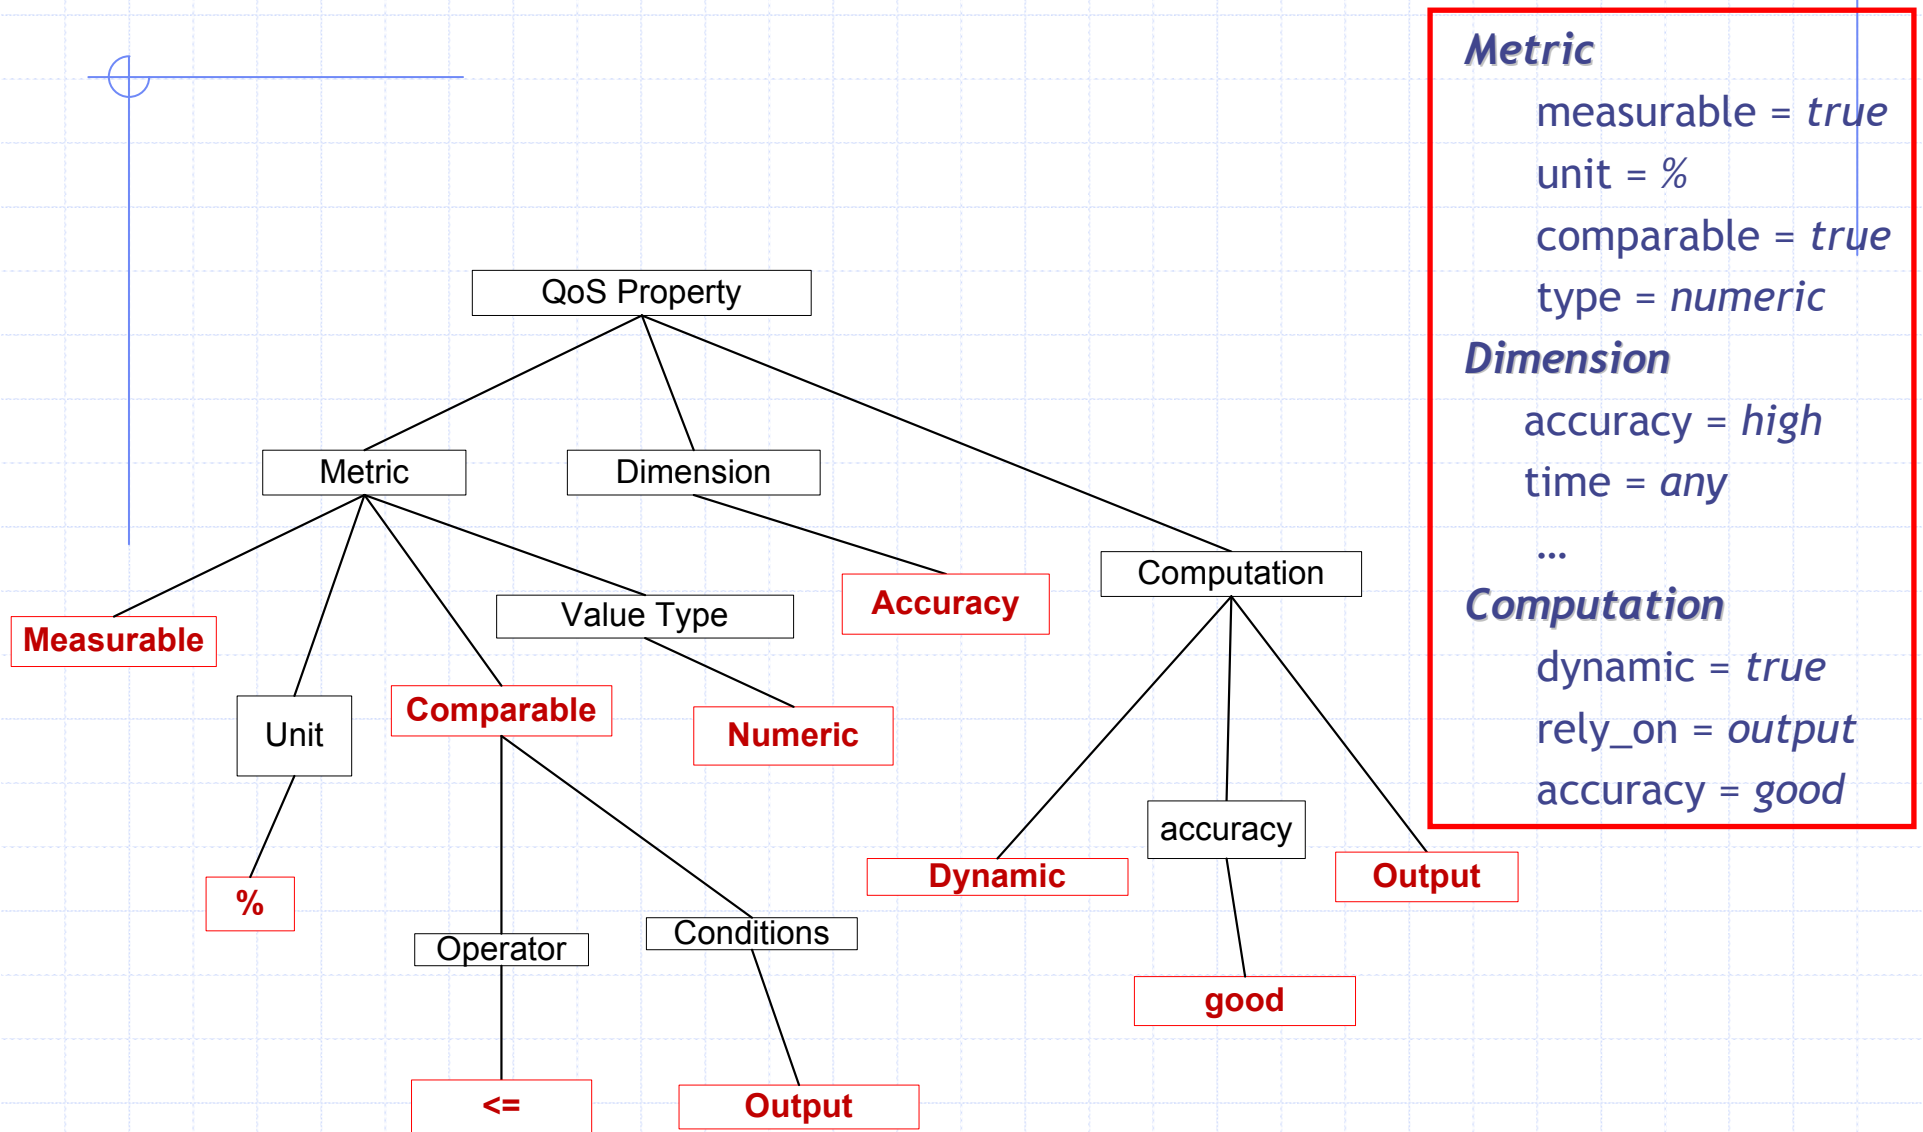 QoS Property
Metric
Dimension
Computation
Measurable
Value Type
Accuracy
Unit
Comparable
Numeric
%
Operator
Conditions
Dynamic
accuracy
Output
good
<=
Output
Metric
measurable = true
unit = %
comparable = true
type = numeric
Dimension
accuracy = high
time = any
...
Computation
dynamic = true
rely_on = output
accuracy = good